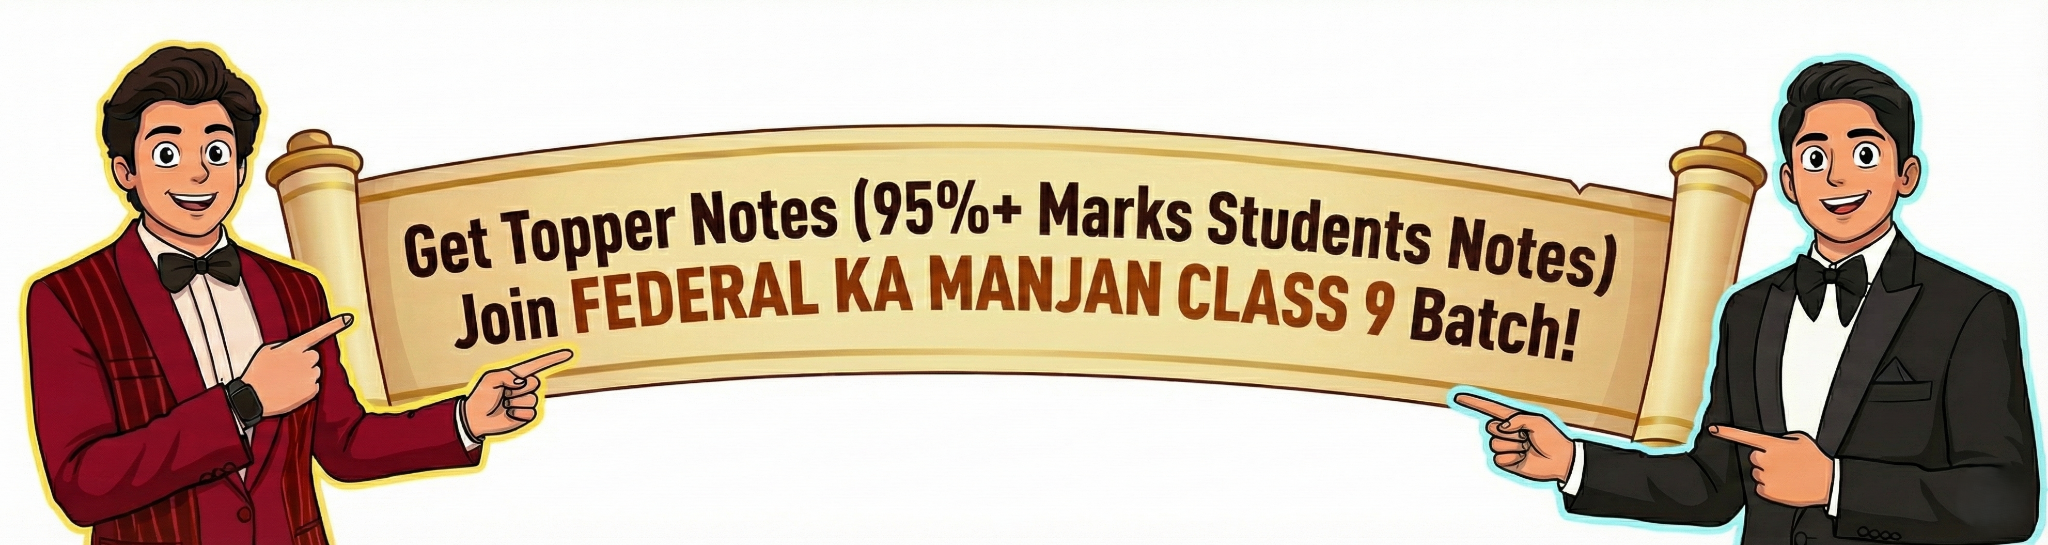 Get Topper Notes (95%+ Marks Students Notes)
Join FEDERAL KA MANJAN CLASS 9 Batch!